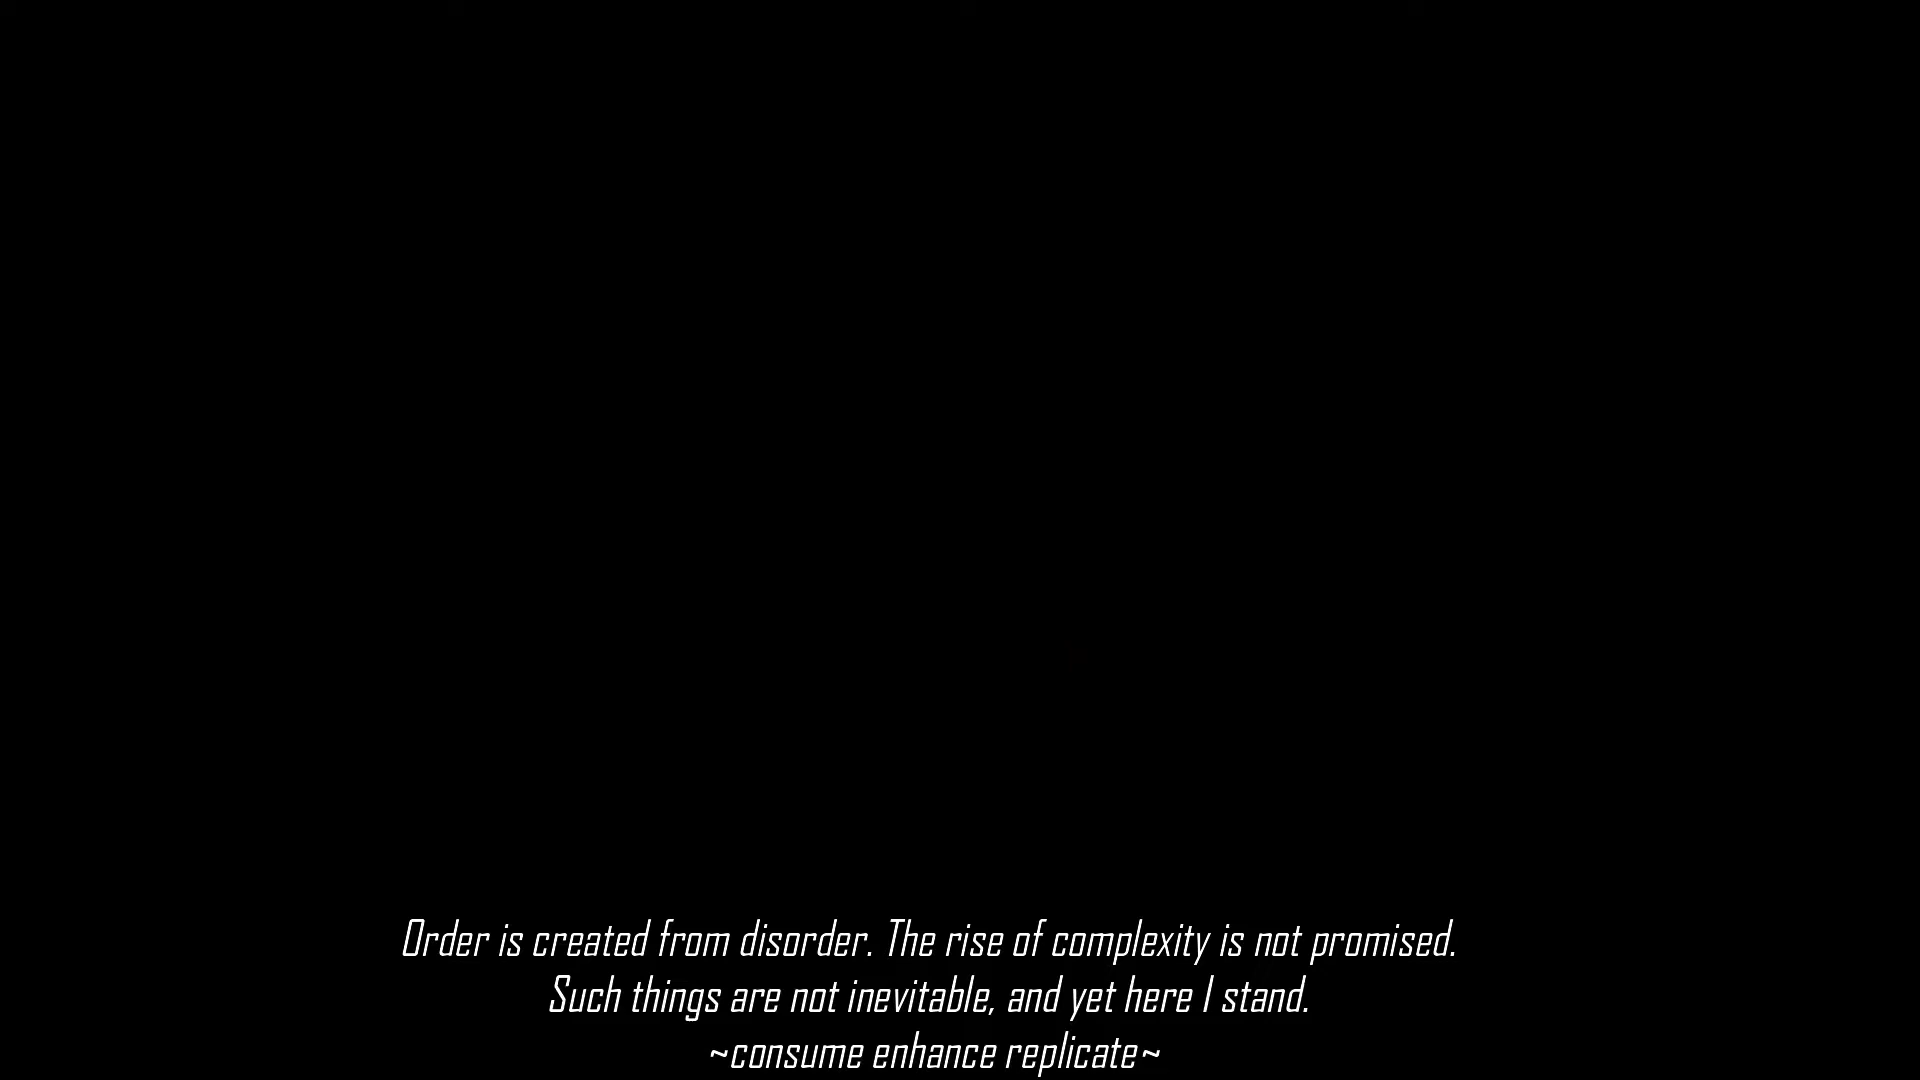 Order is created from disorder. The rise of complexity is not promised.
Such things are not inevitable, and yet here I stand.
~consume enhance replicate~